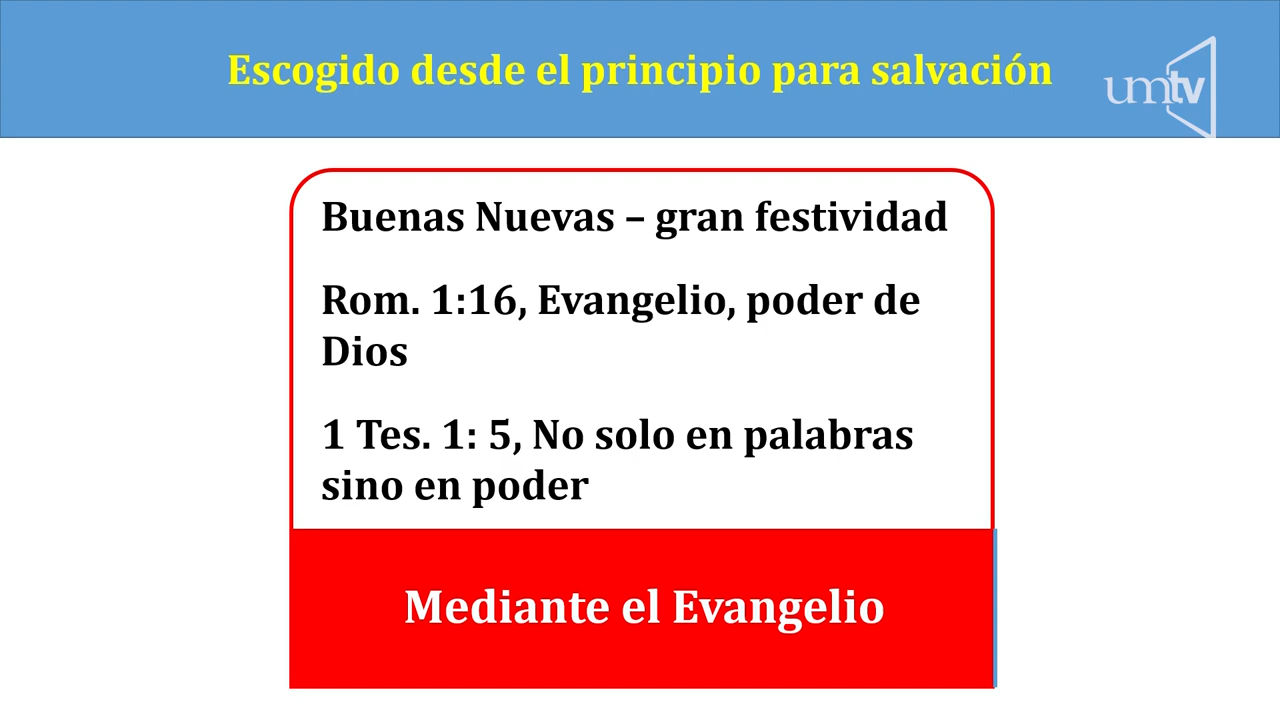 Escogido desde el principio para salvación
umtv
Buenas Nuevas – gran festividad
Rom. 1:16, Evangelio, poder de
Dios
1 Tes. 1: 5, No solo en palabras
sino en poder
Mediante el Evangelio